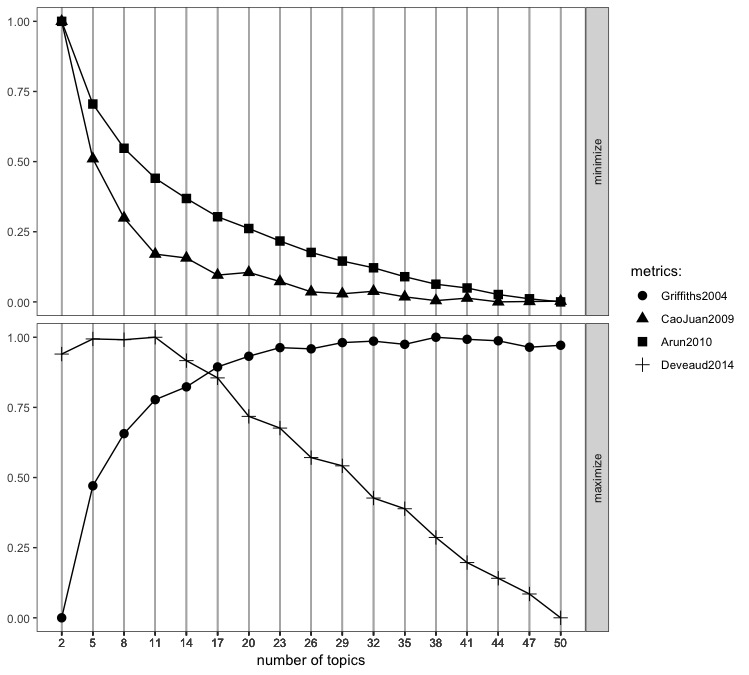 1.00
0.75
0.50
0.25
0.00
minimize
1.00
0.75
0.50
0.25
0.00
maximize
2 5 8 11 14 17 20 23 26 29 32 35 38 41 44 47 50
number of topics
metrics:
Griffiths2004
CaoJuan2009
Arun2010
Deveaud2014